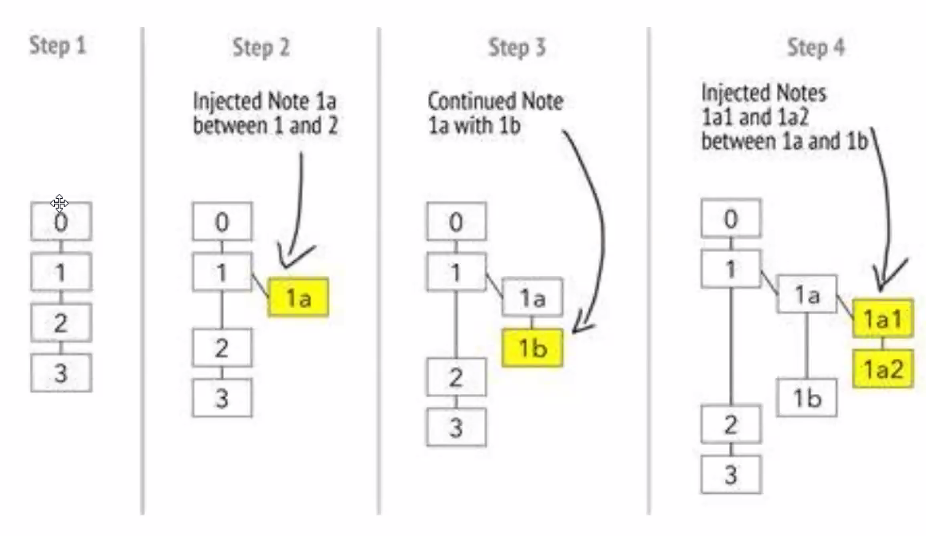 Step 1
0
1
2
3
Step 2
Injected Note 1a
between 1 and 2
0
1
1a
2
3
Step 3
Continued Note
1a with 1b
0
1
1a
1b
2
3
Step 4
Injected Notes
1a1 and 1a2
between 1a and 1b
0
1
1a
1a1
1a2
1b
2
3